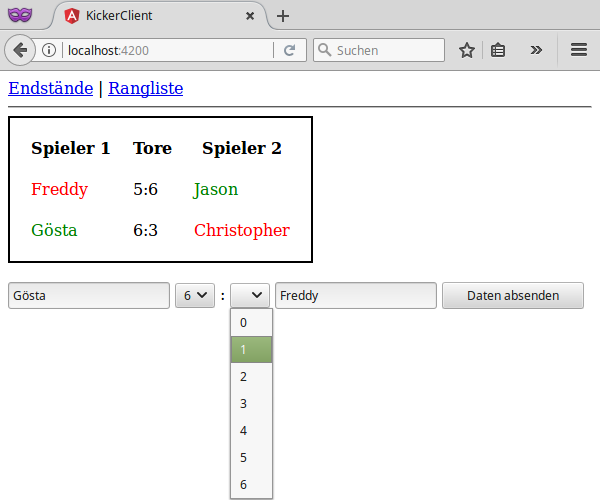 KickerClient
localhost:4200
Suchen
Endstände | Rangliste
Spieler 1 Tore Spieler 2
Freddy 5:6 Jason
Gösta 6:3 Christopher
Gösta 6 : Freddy Daten absenden
0
1
2
3
4
5
6